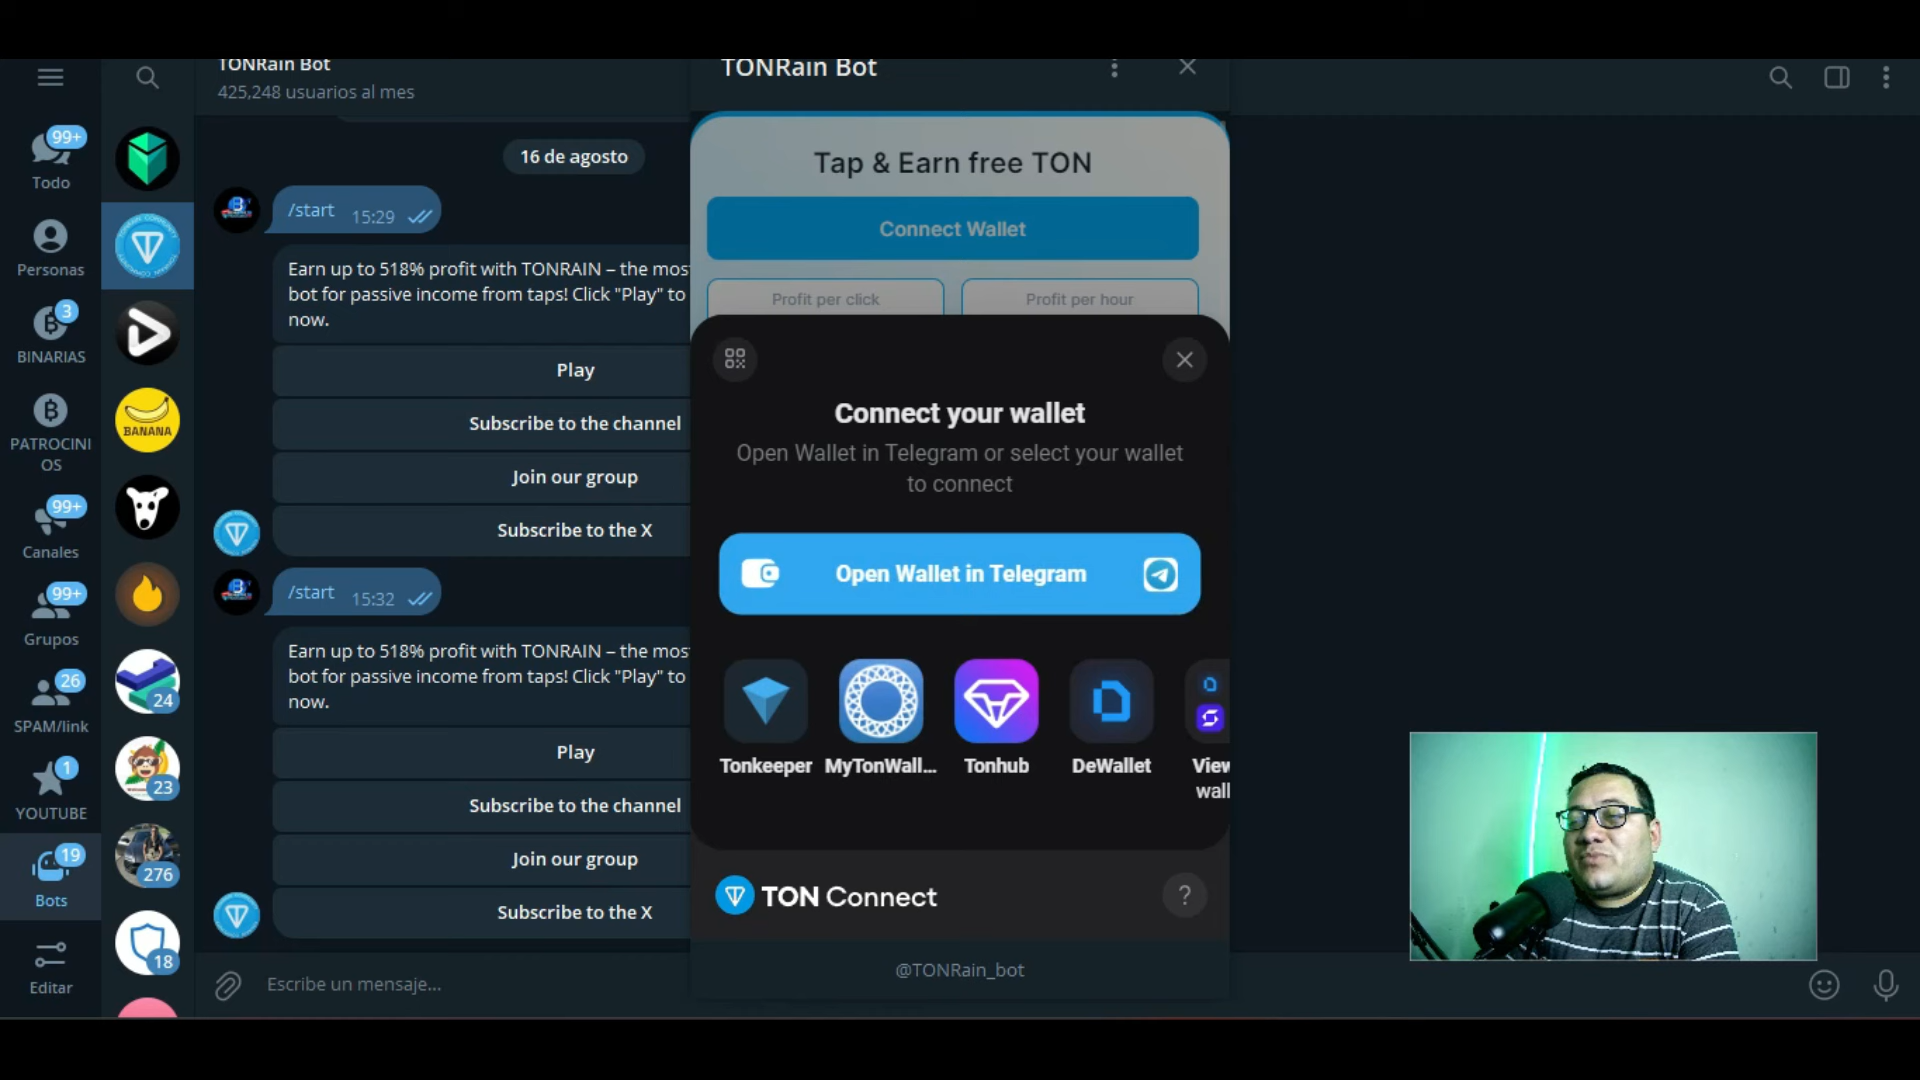 TONRain Bot
425,248 usuarios al mes
99+
Todo
Personas
3
BINARIAS
PATROCINI
OS
99+
Canales
99+
Grupos
26
SPAM/link
1
YOUTUBE
19
Bots
Editar
BANANA
24
23
276
18
16 de agosto
/start 15:29
Earn up to 518% profit with TONRAIN – the mos
bot for passive income from taps! Click "Play" to
now.
Play
Subscribe to the channel
Join our group
Subscribe to the X
/start 15:32
Earn up to 518% profit with TONRAIN – the mos
bot for passive income from taps! Click "Play" to
now.
Play
Subscribe to the channel
Join our group
Subscribe to the X
Escribe un mensaje...
TONRain Bot
Tap & Earn free TON
Connect Wallet
Profit per click
Profit per hour
Connect your wallet
Open Wallet in Telegram or select your wallet
to connect
Open Wallet in Telegram
Tonkeeper
MyTonWall...
Tonhub
DeWallet
View
wall
TON Connect
?
@TONRain_bot